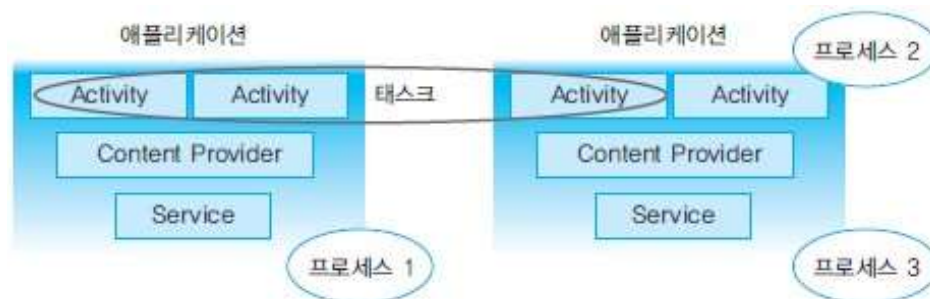 애플리케이션
애플리케이션
프로세스 2
Activity Activity 태스크 Activity Activity
Content Provider Content Provider
Service Service
프로세스 1 프로세스 3